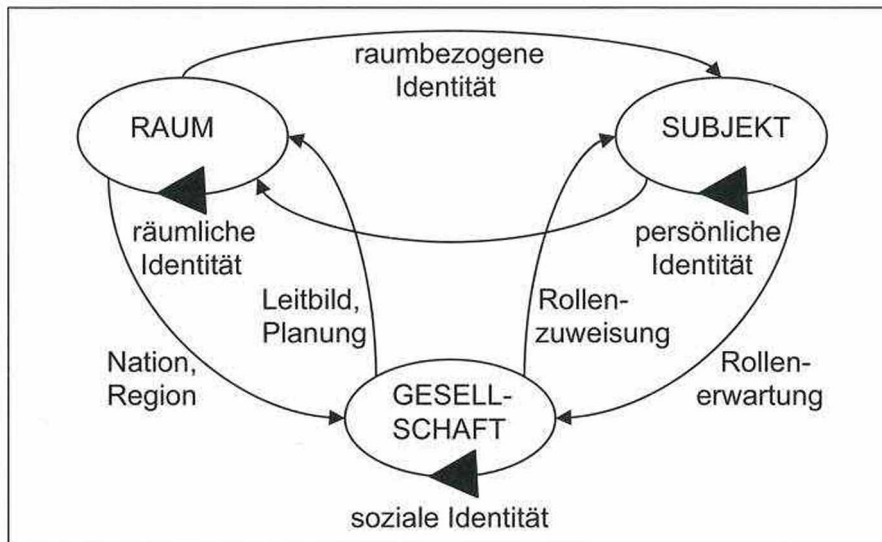 raumbezogene
Identität
RAUM
SUBJEKT
räumliche
Identität
persönliche
Identität
Leitbild,
Planung
Rollen-
zuweisung
Nation,
Region
Rollen-
erwartung
GESELL-
SCHAFT
soziale Identität